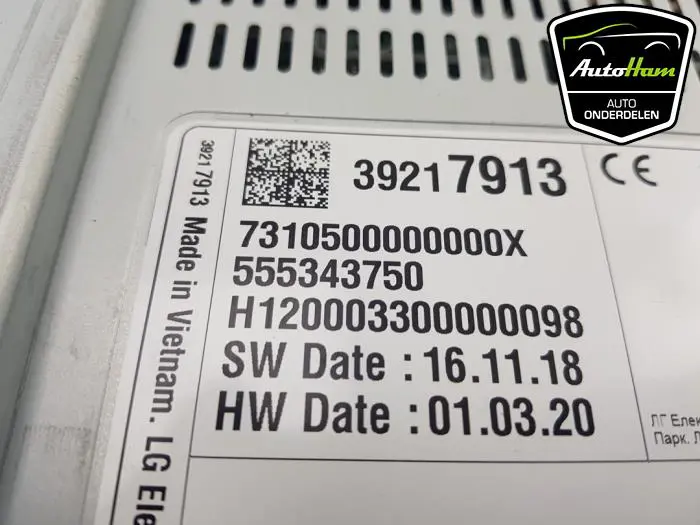 AutoHam
AUTO
ONDERDELEN
39217913
CE
7310500000000X
555343750
H120003300000098
SW Date : 16.11.18
HW Date : 01.03.20
39217913 Made in Vietnam. LG Ele
ЛГ Елек
Парк. Л